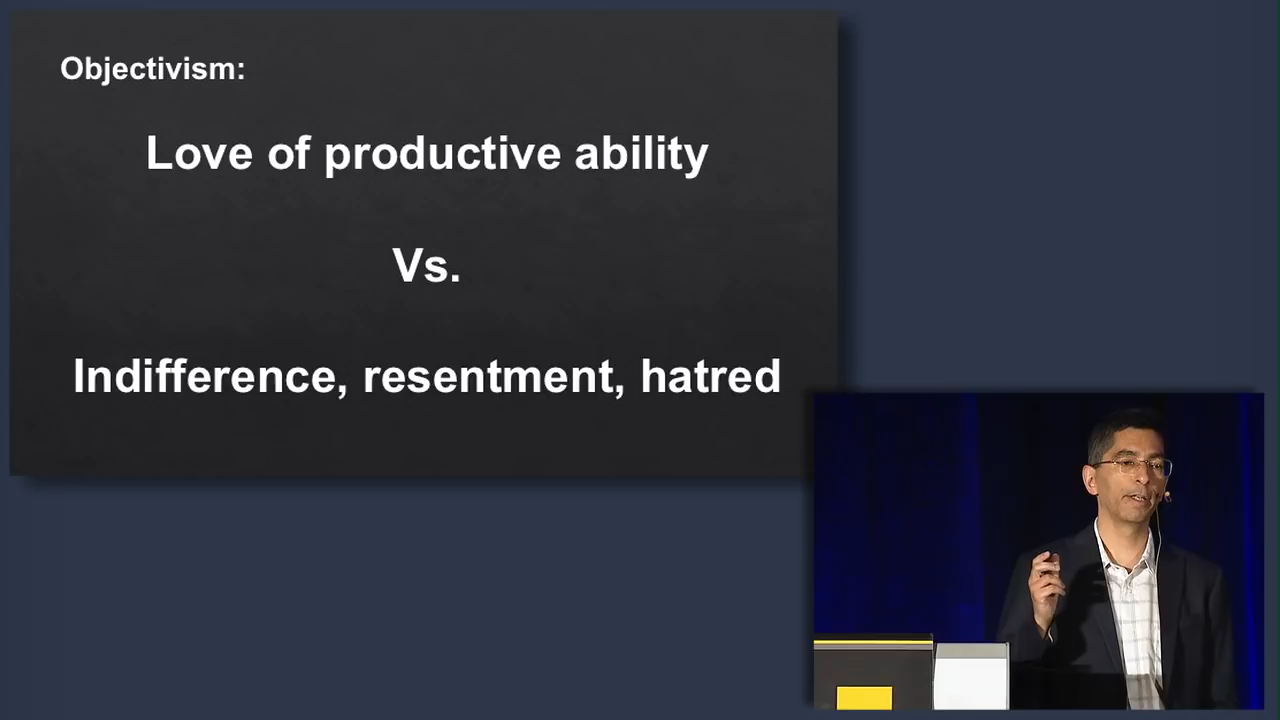 Objectivism:
Love of productive ability
Vs.
Indifference, resentment, hatred